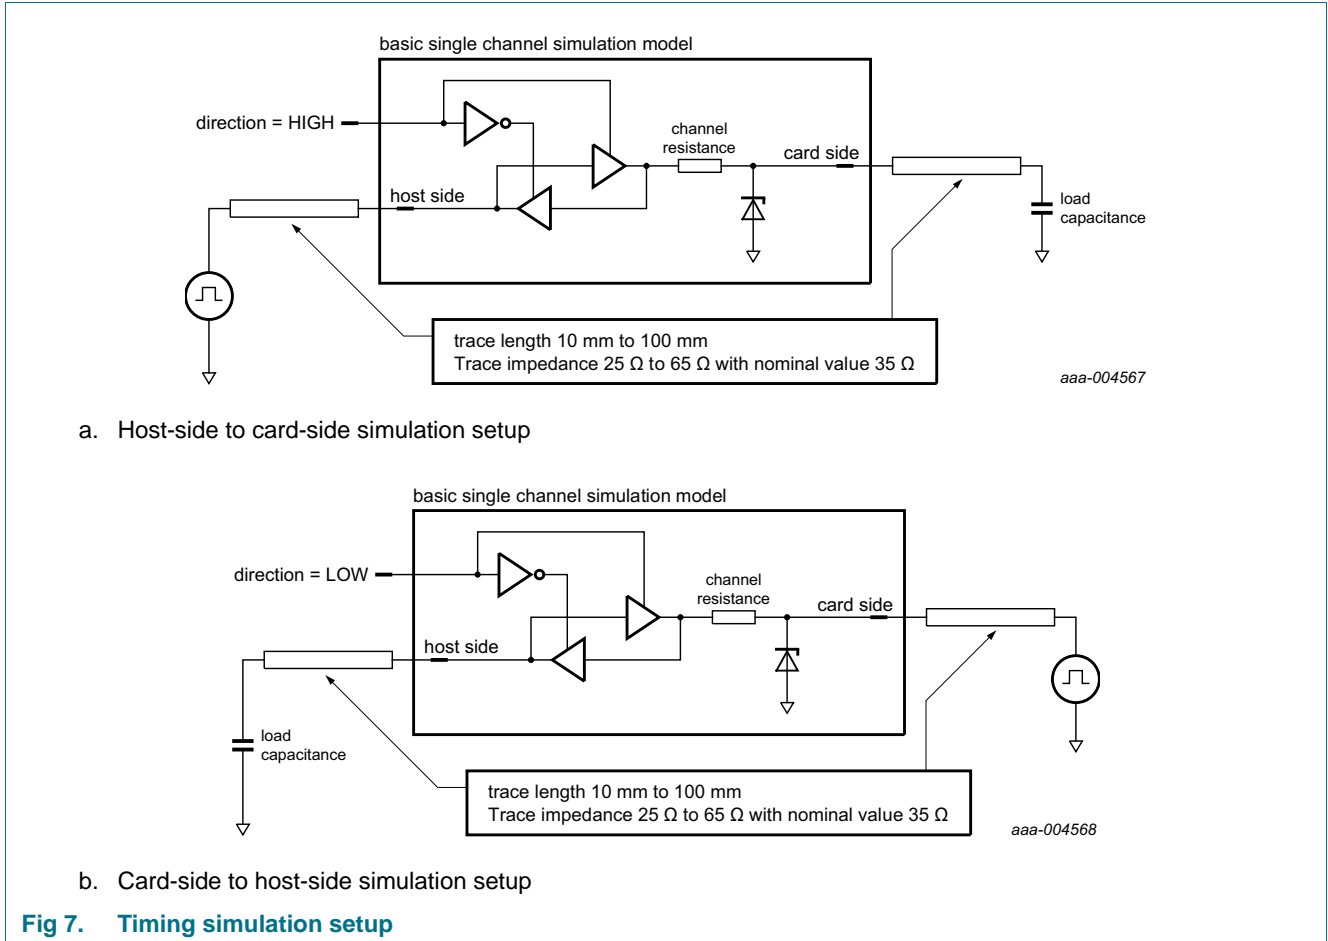 basic single channel simulation model
direction = HIGH
channel
resistance
card side
host side
load
capacitance
trace length 10 mm to 100 mm
Trace impedance 25 Ω to 65 Ω with nominal value 35 Ω
aaa-004567
a. Host-side to card-side simulation setup
basic single channel simulation model
direction = LOW
channel
resistance
card side
host side
load
capacitance
trace length 10 mm to 100 mm
Trace impedance 25 Ω to 65 Ω with nominal value 35 Ω
aaa-004568
b. Card-side to host-side simulation setup
Fig 7. Timing simulation setup